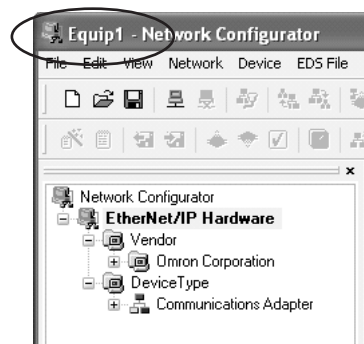 Equip1 - Network Configurator
File Edit View Network Device EDS File
Network Configurator
EtherNet/IP Hardware
Vendor
Omron Corporation
DeviceType
Communications Adapter